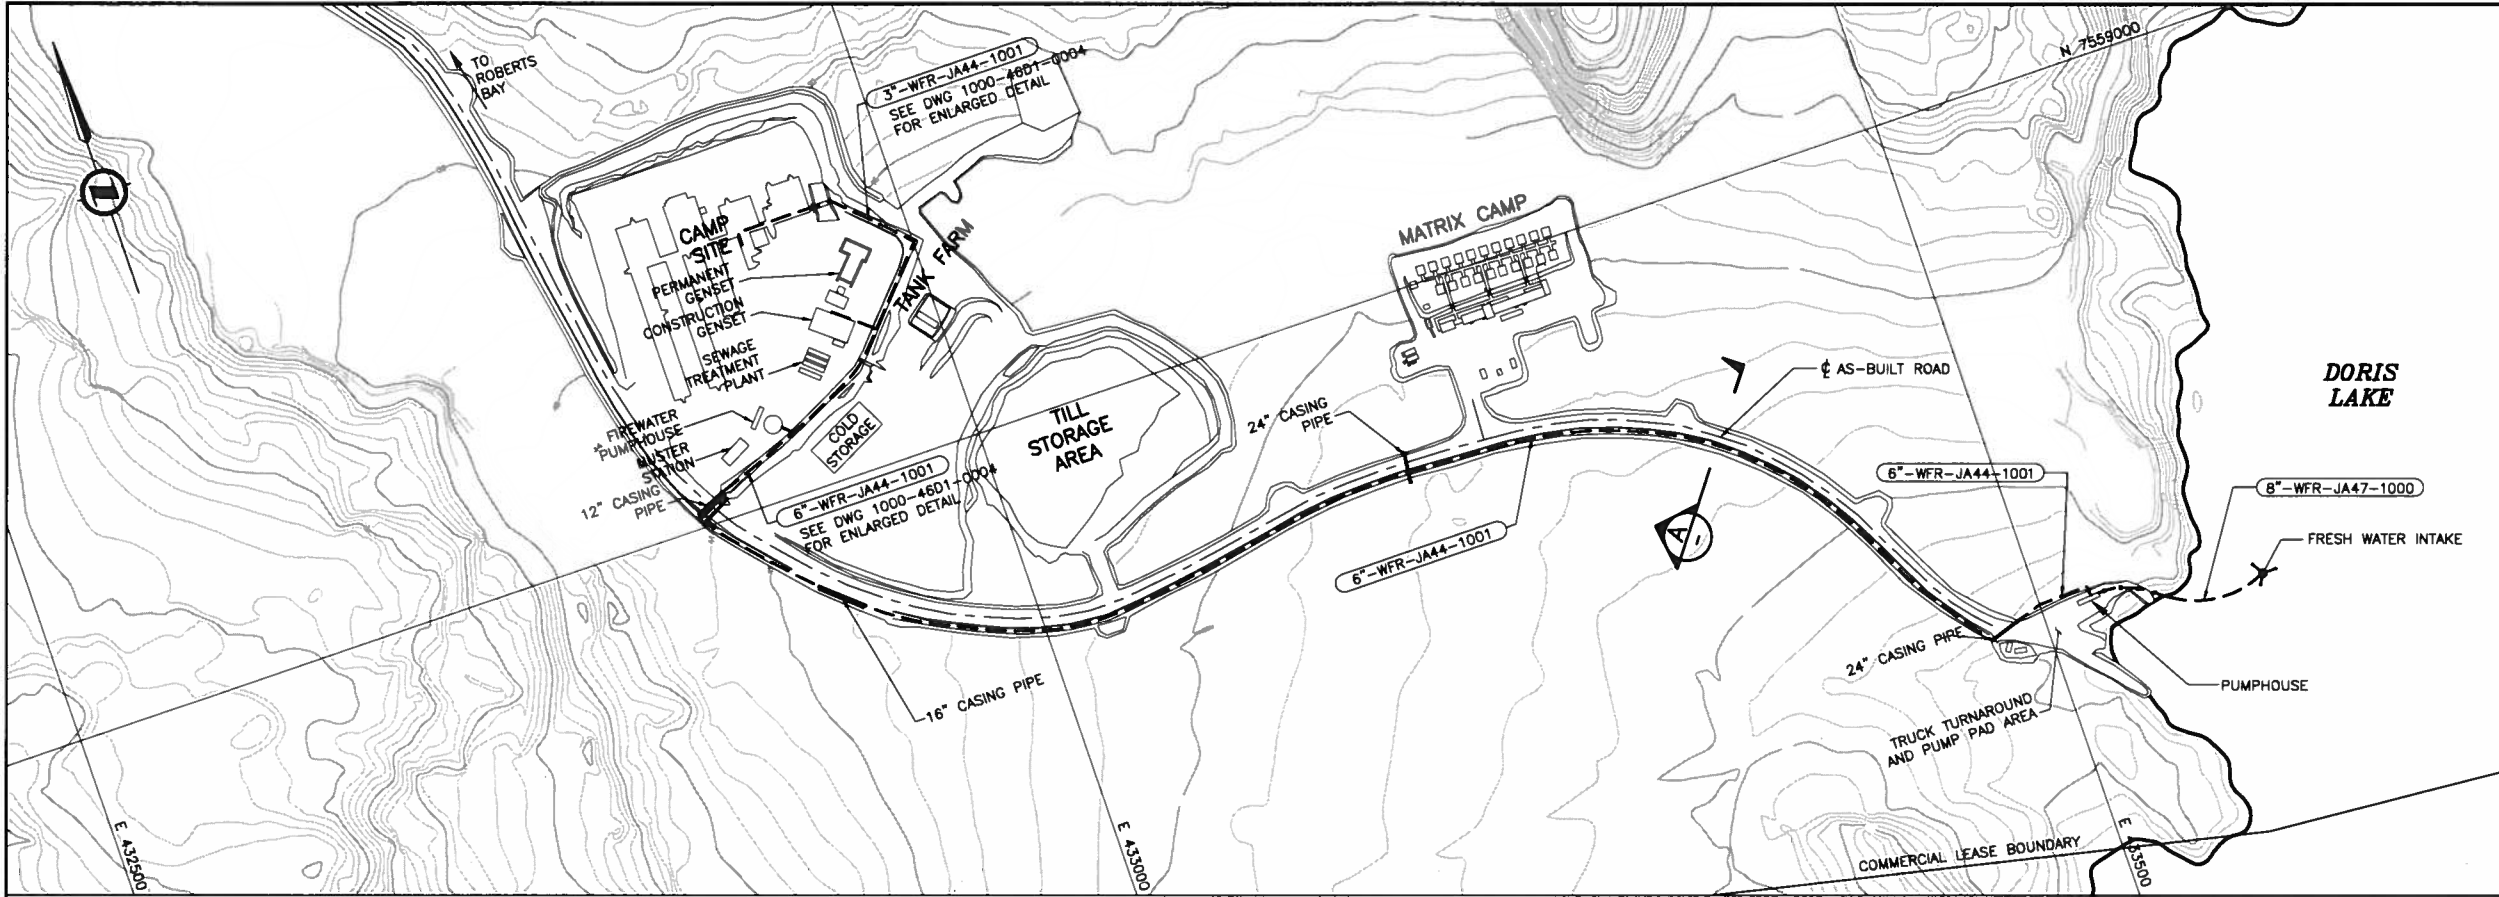 TO
ROBERTS
BAY
3"-WFR-JA44-1001
SEE DWG 1000-46D1-0004
FOR ENLARGED DETAIL
N 7559000
CAMP
SITE
PERMANENT
GENSET
CONSTRUCTION
GENSET
SEWAGE
TREATMENT
PLANT
TANK FARM
MATRIX CAMP
FIREWATER
PUMPHOUSE
MUSTER
STATION
12" CASING
PIPE
COLD
STORAGE
6"-WFR-JA44-1001
SEE DWG 1000-46D1-0004
FOR ENLARGED DETAIL
TILL
STORAGE
AREA
24" CASING
PIPE
℄ AS-BUILT ROAD
DORIS
LAKE
6"-WFR-JA44-1001
8"-WFR-JA47-1000
FRESH WATER INTAKE
A
-
6"-WFR-JA44-1001
16" CASING PIPE
24" CASING PIPE
PUMPHOUSE
TRUCK TURNAROUND
AND PUMP PAD AREA
COMMERCIAL LEASE BOUNDARY
E 432500
E 433000
E 433500